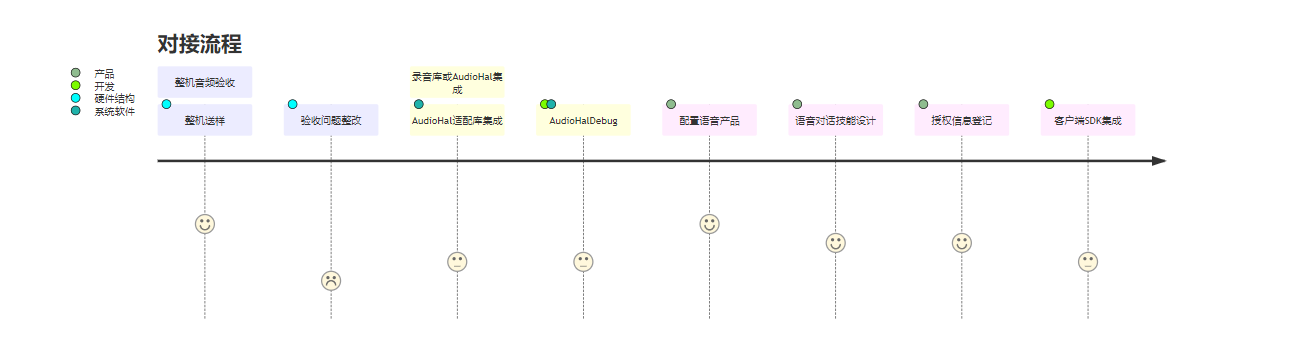 对接流程
产品
开发
硬件结构
系统软件
整机音频验收
录音库或AudioHal集
成
整机送样
验收问题整改
AudioHal适配库集成
AudioHalDebug
配置语音产品
语音对话技能设计
授权信息登记
客户端SDK集成